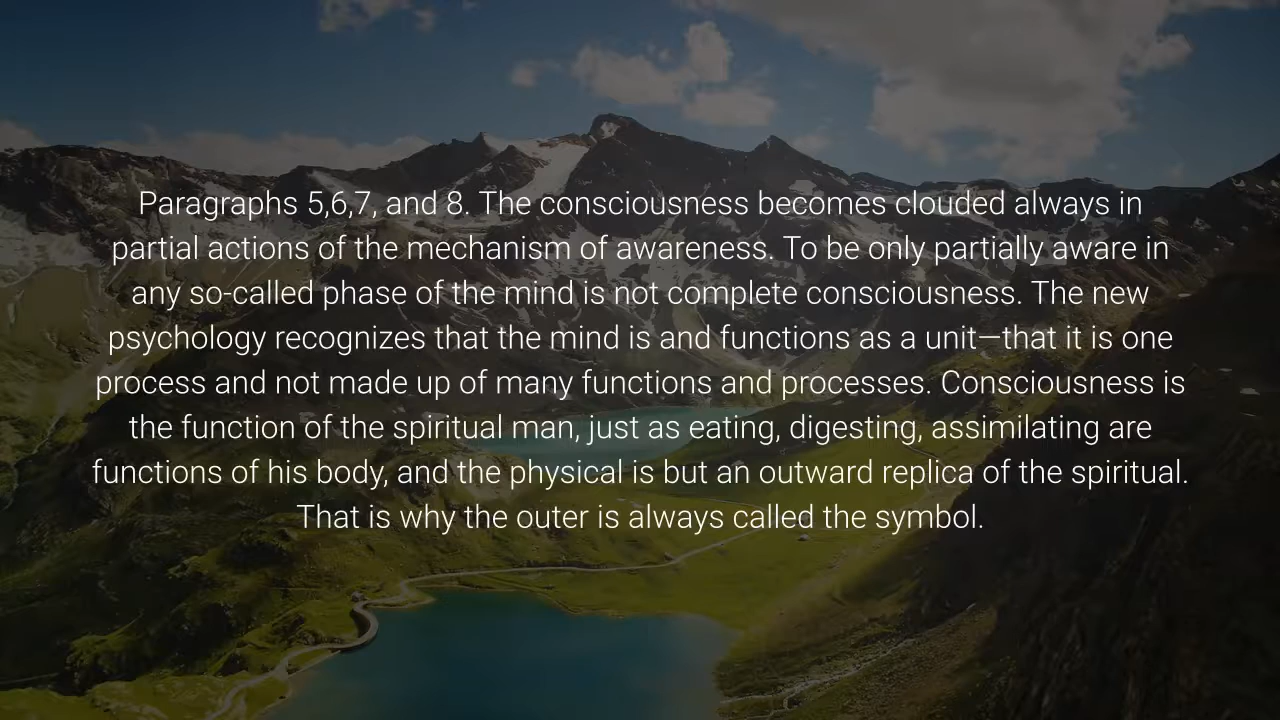 Paragraphs 5,6,7, and 8. The consciousness becomes clouded always in
partial actions of the mechanism of awareness. To be only partially aware in
any so-called phase of the mind is not complete consciousness. The new
psychology recognizes that the mind is and functions as a unit—that it is one
process and not made up of many functions and processes. Consciousness is
the function of the spiritual man, just as eating, digesting, assimilating are
functions of his body, and the physical is but an outward replica of the spiritual.
That is why the outer is always called the symbol.